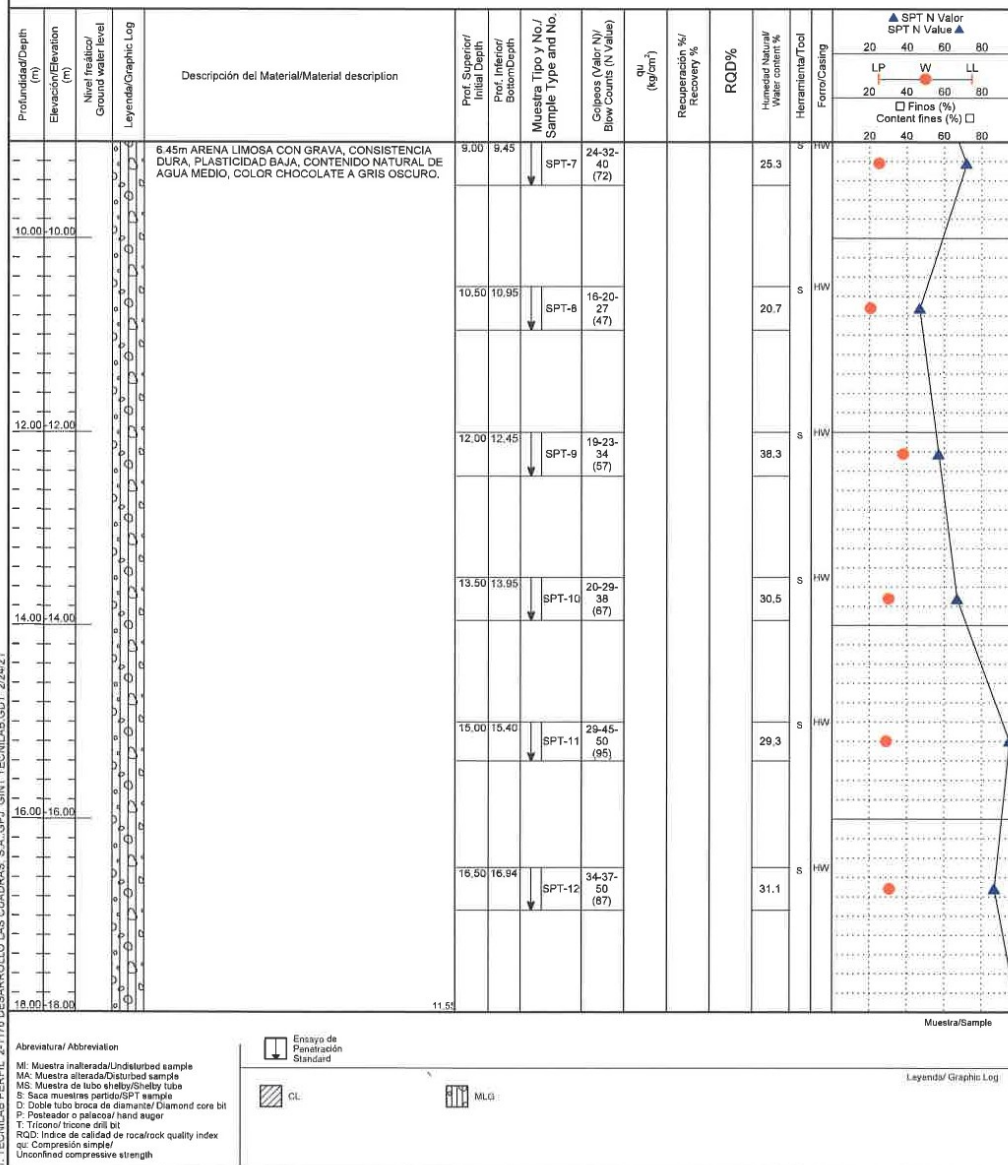 Profundidad/Depth
(m)
Elevación/Elevation
(m)
Nivel freático/
Ground water level
Leyenda/Graphic Log
Descripción del Material/Material description
Prof. Superior/
Initial Depth
Prof. Inferior/
BottomDepth
Muestra Tipo y No./
Sample Type and No.
Golpeos (Valor N)/
Blow Counts (N Value)
qu
(kg/cm²)
Recuperación %/
Recovery %
RQD%
Humedad Natural/
Water content %
Herramienta/Tool
Forro/Casing
▲ SPT N Valor
SPT N Value ▲
20 40 60 80
LP W LL
20 40 60 80
☐ Finos (%)
Content fines (%) ☐
20 40 60 80
6.45m ARENA LIMOSA CON GRAVA, CONSISTENCIA
DURA, PLASTICIDAD BAJA, CONTENIDO NATURAL DE
AGUA MEDIO, COLOR CHOCOLATE A GRIS OSCURO.
9,00 9,45 SPT-7 24-32-
40
(72) 25.3 S HW
10.00 -10.00
10,50 10,95 SPT-8 16-20-
27
(47) 20.7 S HW
12.00 -12.00
12,00 12,45 SPT-9 19-23-
34
(57) 38.3 S HW
13.50 13.95 SPT-10 20-29-
38
(67) 30,5 S HW
14.00 -14.00
15,00 15,40 SPT-11 29-45-
50
(95) 29,3 S HW
16.00 -16.00
16,50 16,94 SPT-12 34-37-
50
(87) 31.1 S HW
18.00 -18.00
11.55
Muestra/Sample
Abreviatura/ Abbreviation
MI: Muestra inalterada/Undisturbed sample
MA: Muestra alterada/Disturbed sample
MS: Muestra de tubo shelby/Shelby tube
S: Saca muestras partido/SPT sample
D: Doble tubo broca de diamante/ Diamond core bit
P: Posteador o palacoa/ hand auger
T: Tricono/ tricone drill bit
RQD: Indice de calidad de roca/rock quality index
qu: Compresión simple/
Unconfined compressive strength
Ensayo de
Penetración
Standard
Leyenda/ Graphic Log
CL
MLG
DESARROLLO LAS CUADRAS, S.A..GPJ GINT TECNILAB.GDT 2/24/21